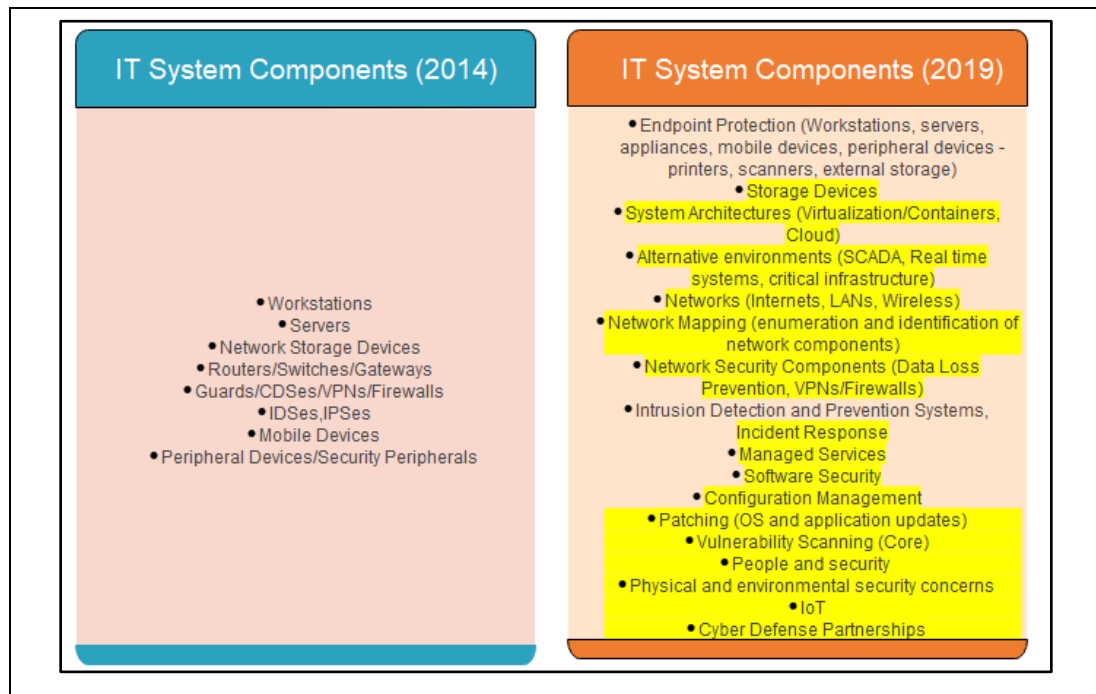 IT System Components (2014)
•Workstations
•Servers
•Network Storage Devices
•Routers/Switches/Gateways
•Guards/CDSes/VPNs/Firewalls
•IDSes,IPSes
•Mobile Devices
•Peripheral Devices/Security Peripherals
IT System Components (2019)
•Endpoint Protection (Workstations, servers,
appliances, mobile devices, peripheral devices -
printers, scanners, external storage)
•Storage Devices
•System Architectures (Virtualization/Containers,
Cloud)
•Alternative environments (SCADA, Real time
systems, critical infrastructure)
•Networks (Internets, LANs, Wireless)
•Network Mapping (enumeration and identification of
network components)
•Network Security Components (Data Loss
Prevention, VPNs/Firewalls)
•Intrusion Detection and Prevention Systems,
Incident Response
•Managed Services
•Software Security
•Configuration Management
•Patching (OS and application updates)
•Vulnerability Scanning (Core)
•People and security
•Physical and environmental security concerns
•IoT
•Cyber Defense Partnerships